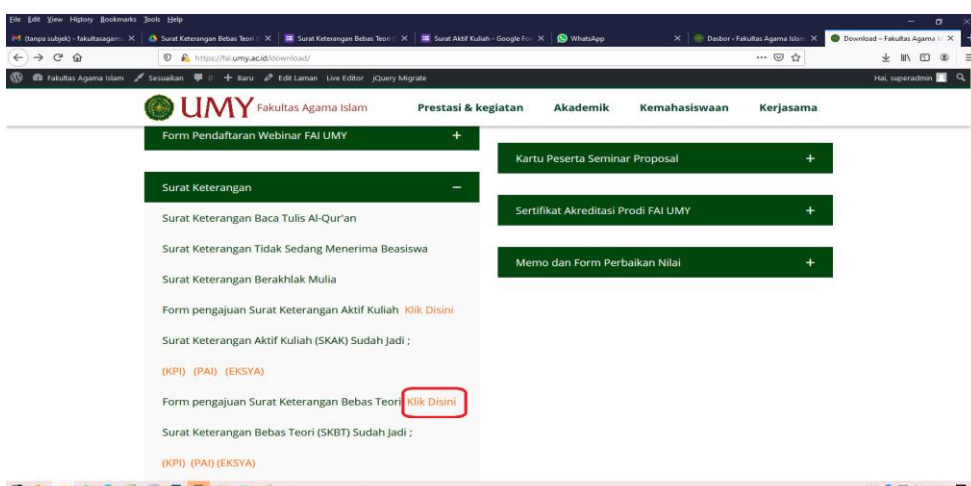 File Edit View History Bookmarks Tools Help
(tanpa subjek) - fakultasagama
Surat Keterangan Bebas Teori
Surat Keterangan Bebas Teori
Surat Aktif Kuliah - Google For
WhatsApp
Dasbor ‹ Fakultas Agama Islam
Download – Fakultas Agama Is
https://fai.umy.ac.id/download/
Fakultas Agama Islam Sesuaikan 0 + Baru Edit Laman Live Editor jQuery Migrate Hai, superadmin
UMY Fakultas Agama Islam Prestasi & kegiatan Akademik Kemahasiswaan Kerjasama
Form Pendaftaran Webinar FAI UMY +
Surat Keterangan −
Surat Keterangan Baca Tulis Al-Qur'an
Surat Keterangan Tidak Sedang Menerima Beasiswa
Surat Keterangan Berakhlak Mulia
Form pengajuan Surat Keterangan Aktif Kuliah Klik Disini
Surat Keterangan Aktif Kuliah (SKAK) Sudah Jadi ;
(KPI) (PAI) (EKSYA)
Form pengajuan Surat Keterangan Bebas Teori Klik Disini
Surat Keterangan Bebas Teori (SKBT) Sudah Jadi ;
(KPI) (PAI) (EKSYA)
Kartu Peserta Seminar Proposal +
Sertifikat Akreditasi Prodi FAI UMY +
Memo dan Form Perbaikan Nilai +